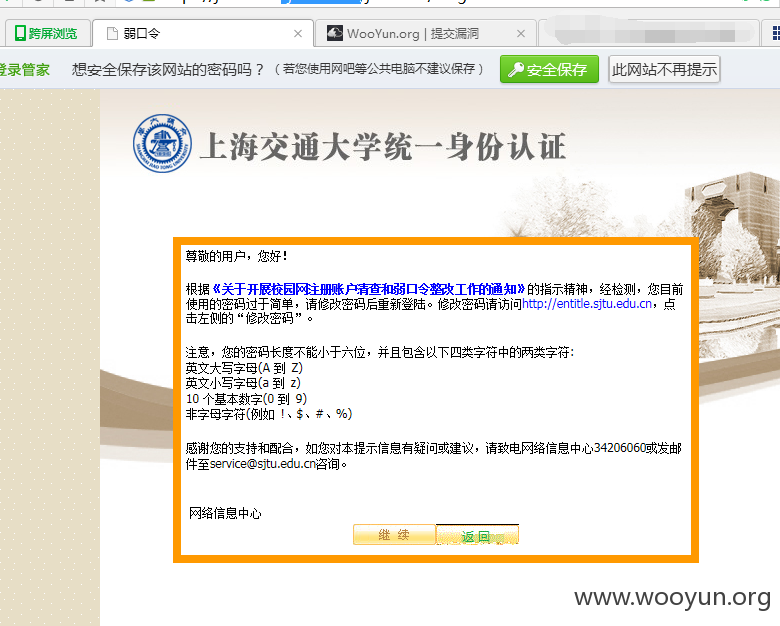 跨屏浏览
弱口令
WooYun.org | 提交漏洞
登录管家
想安全保存该网站的密码吗？（若您使用网吧等公共电脑不建议保存）
安全保存
此网站不再提示
SHANGHAI JIAO TONG UNIVERSITY
上海交通大学统一身份认证
尊敬的用户，您好！
根据《关于开展校园网注册账户清查和弱口令整改工作的通知》的指示精神，经检测，您目前
使用的密码过于简单，请修改密码后重新登陆。修改密码请访问http://entitle.sjtu.edu.cn，点
击左侧的“修改密码”。
注意，您的密码长度不能小于六位，并且包含以下四类字符中的两类字符:
英文大写字母(A 到 Z)
英文小写字母(a 到 z)
10 个基本数字(0 到 9)
非字母字符(例如 !、$、#、%)
感谢您的支持和配合，如您对本提示信息有疑问或建议，请致电网络信息中心34206060或发邮
件至service@sjtu.edu.cn咨询。
网络信息中心
继 续
返 回
www.wooyun.org